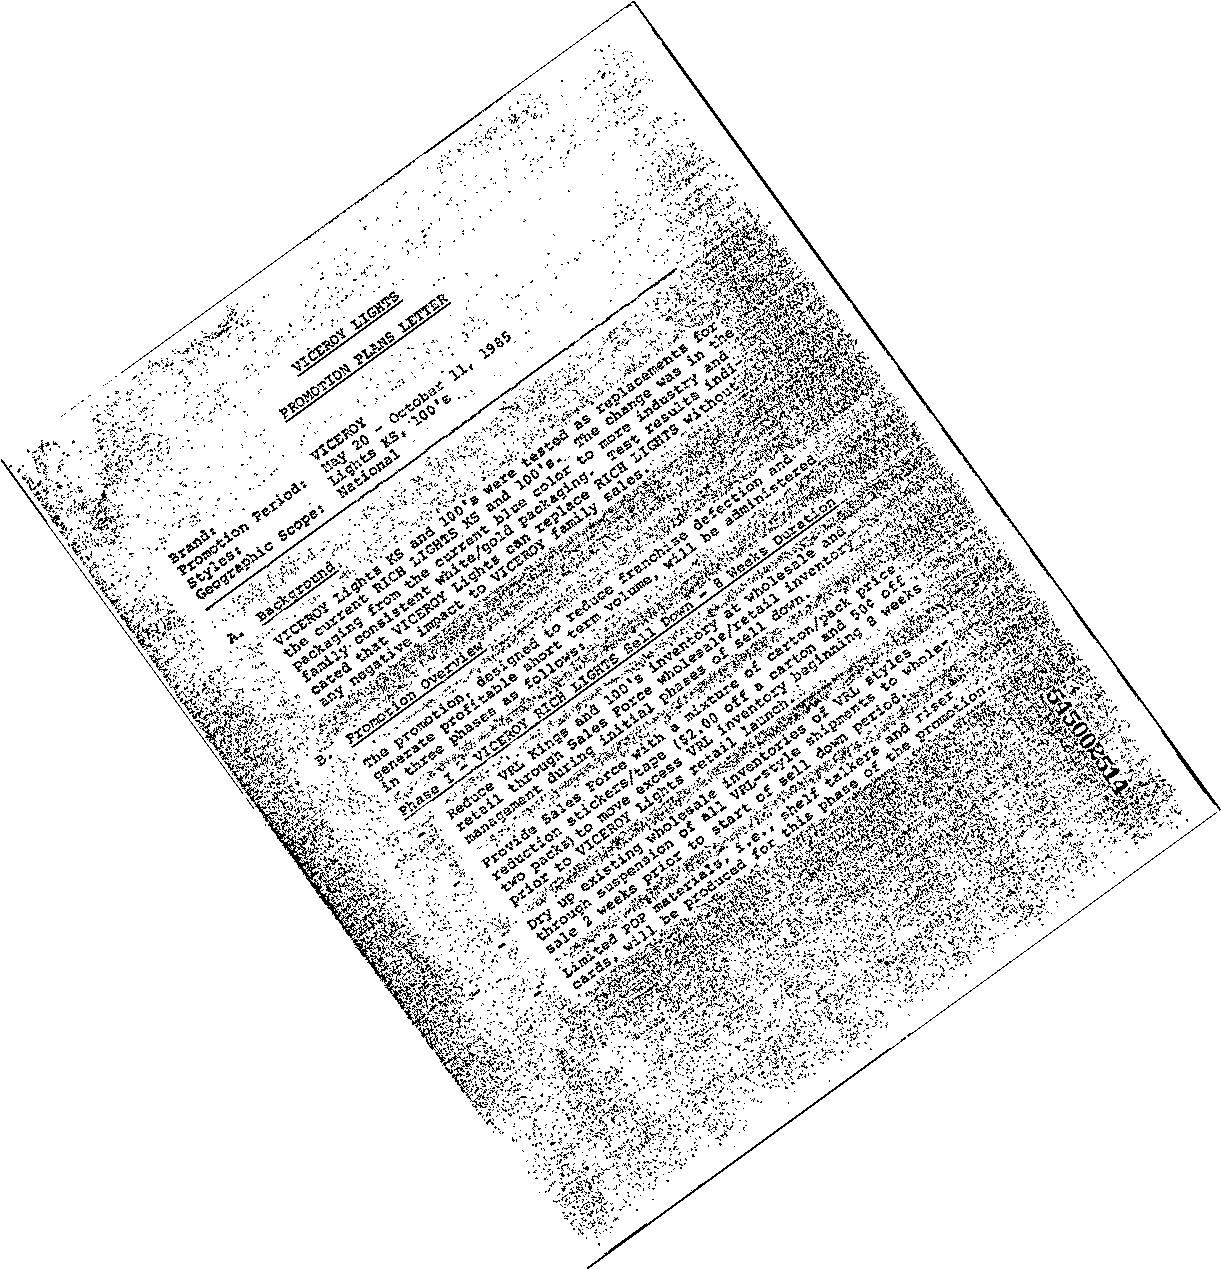 VICEROY LIGHTS
PROMOTION PLANS LETTER
Brand: VICEROY
Promotion Period: May 20 - October 11, 1985
Styles: Lights KS, 100's
Geographic Scope: National
A. Background
VICEROY Lights KS and 100's were tested as replacements for
the current RICH LIGHTS KS and 100's. The change was in the
packaging from the current blue color to more industry and
family-consistent white/gold packaging. Test results indi-
cated that VICEROY Lights can replace RICH LIGHTS without
any negative impact to VICEROY family sales.
B. Promotion Overview
The promotion, designed to reduce franchise defection and
generate profitable short term volume, will be administered
in three phases as follows:
Phase I - VICEROY RICH LIGHTS Sell Down - 8 Weeks Duration
- Reduce VRL Kings and 100's inventory at wholesale and
retail through Sales Force wholesale/retail inventory
management during initial phases of sell down.
- Provide Sales Force with a mixture of carton/pack price
reduction stickers/tape ($2.00 off a carton and 50¢ off
two packs) to move excess VRL inventory beginning 8 weeks
prior to VICEROY Lights retail launch.
- Dry up existing wholesale inventories of VRL styles
through suspension of all VRL-style shipments to whole-
sale 2 weeks prior to start of sell down period.
- Limited POP materials, i.e., shelf talkers and riser
cards, will be produced for this phase of the promotion.